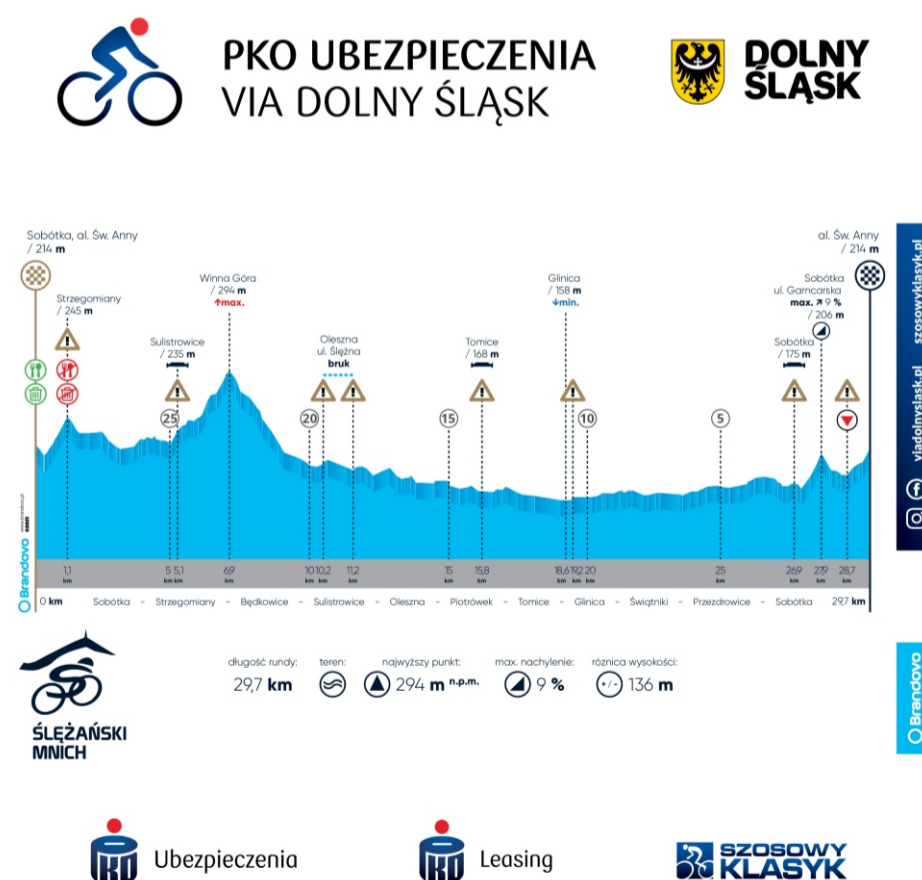 PKO UBEZPIECZENIA
VIA DOLNY ŚLĄSK
DOLNY
ŚLĄSK
Sobótka, al. Św. Anny
/ 214 m
Strzegomiany
/ 245 m
Sulistrowice
/ 235 m
Winna Góra
/ 294 m
↑max.
Oleszna
ul. Ślężna
bruk
Tomice
/ 168 m
Glinica
/ 158 m
↓min.
Sobótka
/ 175 m
Sobótka
ul. Garncarska
max. ↗ 9 %
/ 206 m
al. Św. Anny
/ 214 m
25
20
15
10
5
1,1 km
5 km
5,1 km
6,9 km
10 km
10,2 km
11,2 km
15 km
15,8 km
18,6 km
19,2 km
20 km
25 km
26,9 km
27,9 km
28,7 km
0 km
Sobótka - Strzegomiany - Będkowice - Sulistrowice - Oleszna - Piotrówek - Tomice - Glinica - Świątniki - Przezdrowice - Sobótka
29,7 km
Brandovo
szosowyklasyk.pl
viadolnyslask.pl
Brandovo
ŚLĘŻAŃSKI
MNICH
długość rundy:
29,7 km
teren:
najwyższy punkt:
294 m n.p.m.
max. nachylenie:
9 %
różnica wysokości:
+/-
136 m
PKO
Ubezpieczenia
PKO
Leasing
SZOSOWY
KLASYK